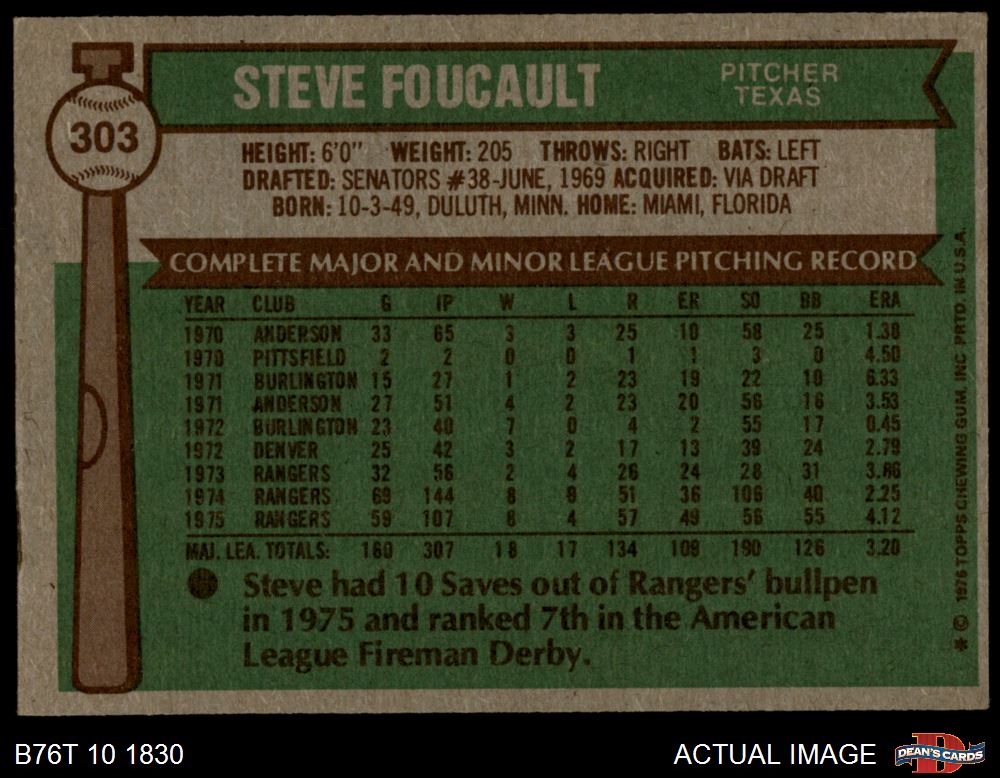 STEVE FOUCAULT
PITCHER
TEXAS
303
HEIGHT: 6'0" WEIGHT: 205 THROWS: RIGHT BATS: LEFT
DRAFTED: SENATORS #38-JUNE, 1969 ACQUIRED: VIA DRAFT
BORN: 10-3-49, DULUTH, MINN. HOME: MIAMI, FLORIDA
COMPLETE MAJOR AND MINOR LEAGUE PITCHING RECORD
YEAR CLUB G IP W L R ER SO BB ERA
1970 ANDERSON 33 65 3 3 25 10 58 25 1.38
1970 PITTSFIELD 2 2 0 0 1 1 3 0 4.50
1971 BURLINGTON 15 27 1 2 23 19 22 10 6.33
1971 ANDERSON 27 51 4 2 23 20 56 16 3.53
1972 BURLINGTON 23 40 7 0 4 2 55 17 0.45
1972 DENVER 25 42 3 2 17 13 39 24 2.79
1973 RANGERS 32 56 2 4 26 24 28 31 3.86
1974 RANGERS 69 144 8 9 51 36 106 40 2.25
1975 RANGERS 59 107 8 4 57 49 56 55 4.12
MAJ. LEA. TOTALS: 160 307 18 17 134 109 190 126 3.20
Steve had 10 Saves out of Rangers' bullpen
in 1975 and ranked 7th in the American
League Fireman Derby.
* © 1976 TOPPS CHEWING GUM, INC. PRTD. IN U.S.A.
B76T 10 1830
ACTUAL IMAGE
DEAN'S CARDS